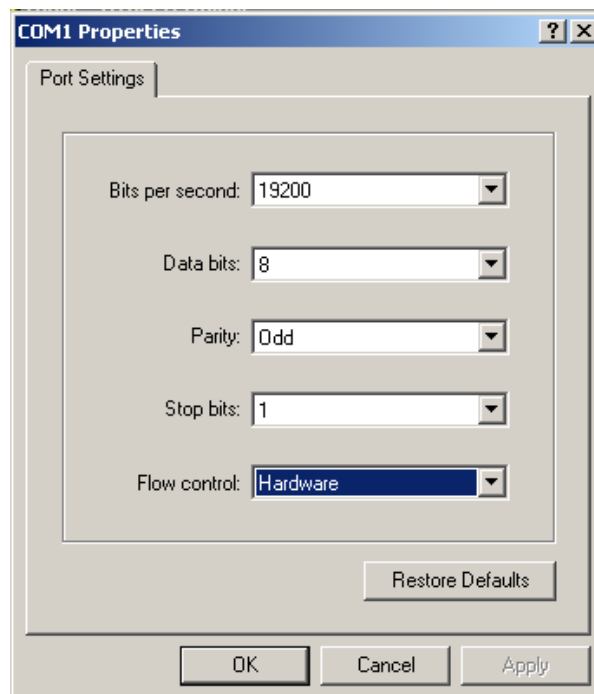 COM1 Properties
Port Settings
Bits per second: 19200
Data bits: 8
Parity: Odd
Stop bits: 1
Flow control: Hardware
Restore Defaults
OK Cancel Apply